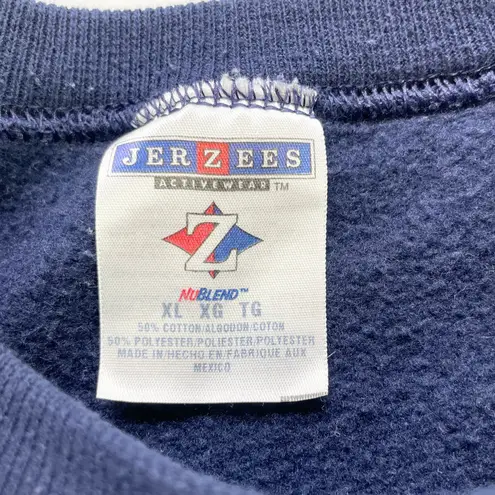 JERZEES
ACTIVEWEAR ™
Z
NUBLEND™
XL XG TG
50% COTTON/ALGODON/COTON
50% POLYESTER/POLIESTER/POLYESTER
MADE IN/HECHO EN/FABRIQUE AUX
MEXICO